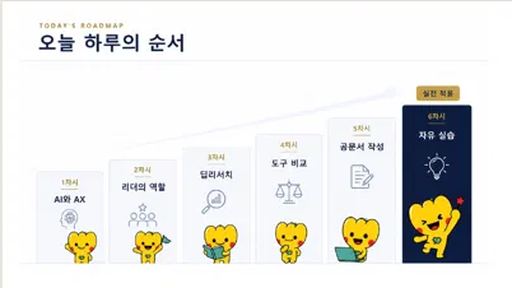 TODAY'S ROADMAP
오늘 하루의 순서
1차시
AI와 AX
2차시
리더의 역할
3차시
딥리서치
4차시
도구 비교
5차시
공문서 작성
실전 적용
6차시
자유 실습